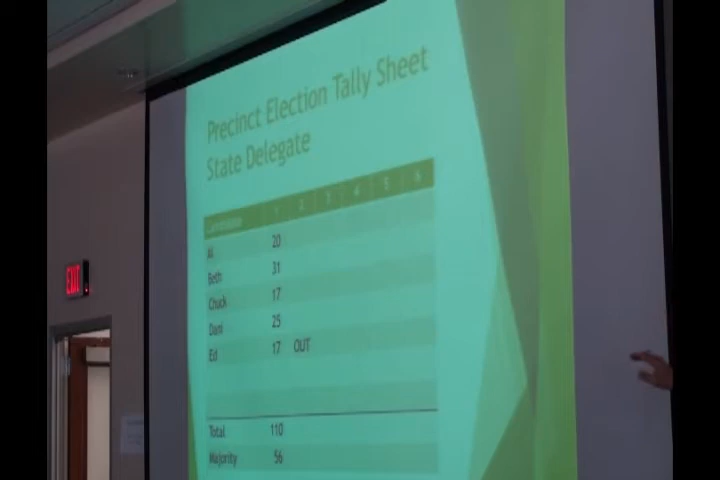 Precinct Election Tally Sheet
State Delegate
Candidate 1 2 3 4 5 6
Al 20
Beth 31
Chuck 17
Dani 25
Ed 17 OUT
Total 110
Majority 56
EXIT